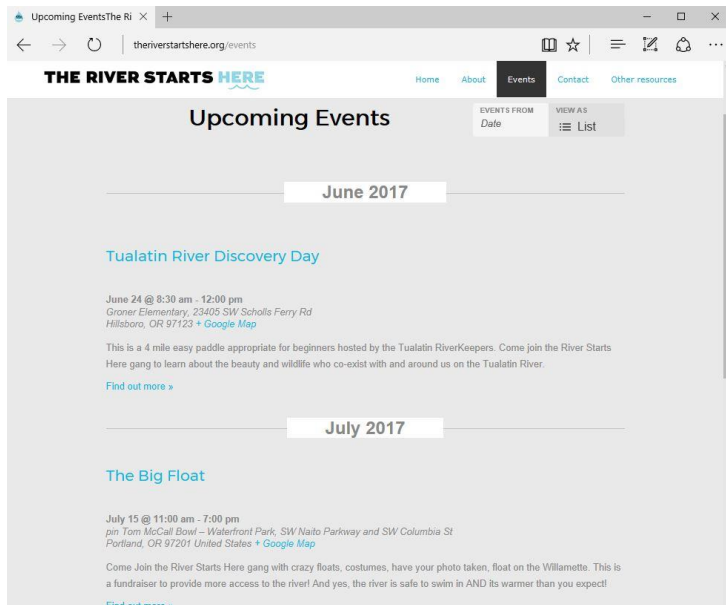 Upcoming EventsThe Ri
theriverstartshere.org/events
THE RIVER STARTS HERE
Home About Events Contact Other resources
Upcoming Events
EVENTS FROM
Date
VIEW AS
List
June 2017
Tualatin River Discovery Day
June 24 @ 8:30 am - 12:00 pm
Groner Elementary, 23405 SW Scholls Ferry Rd
Hillsboro, OR 97123 + Google Map
This is a 4 mile easy paddle appropriate for beginners hosted by the Tualatin RiverKeepers. Come join the River Starts
Here gang to learn about the beauty and wildlife who co-exist with and around us on the Tualatin River.
Find out more »
July 2017
The Big Float
July 15 @ 11:00 am - 7:00 pm
pin Tom McCall Bowl – Waterfront Park, SW Naito Parkway and SW Columbia St
Portland, OR 97201 United States + Google Map
Come Join the River Starts Here gang with crazy floats, costumes, have your photo taken, float on the Willamette. This is
a fundraiser to provide more access to the river! And yes, the river is safe to swim in AND its warmer than you expect!
Find out more »